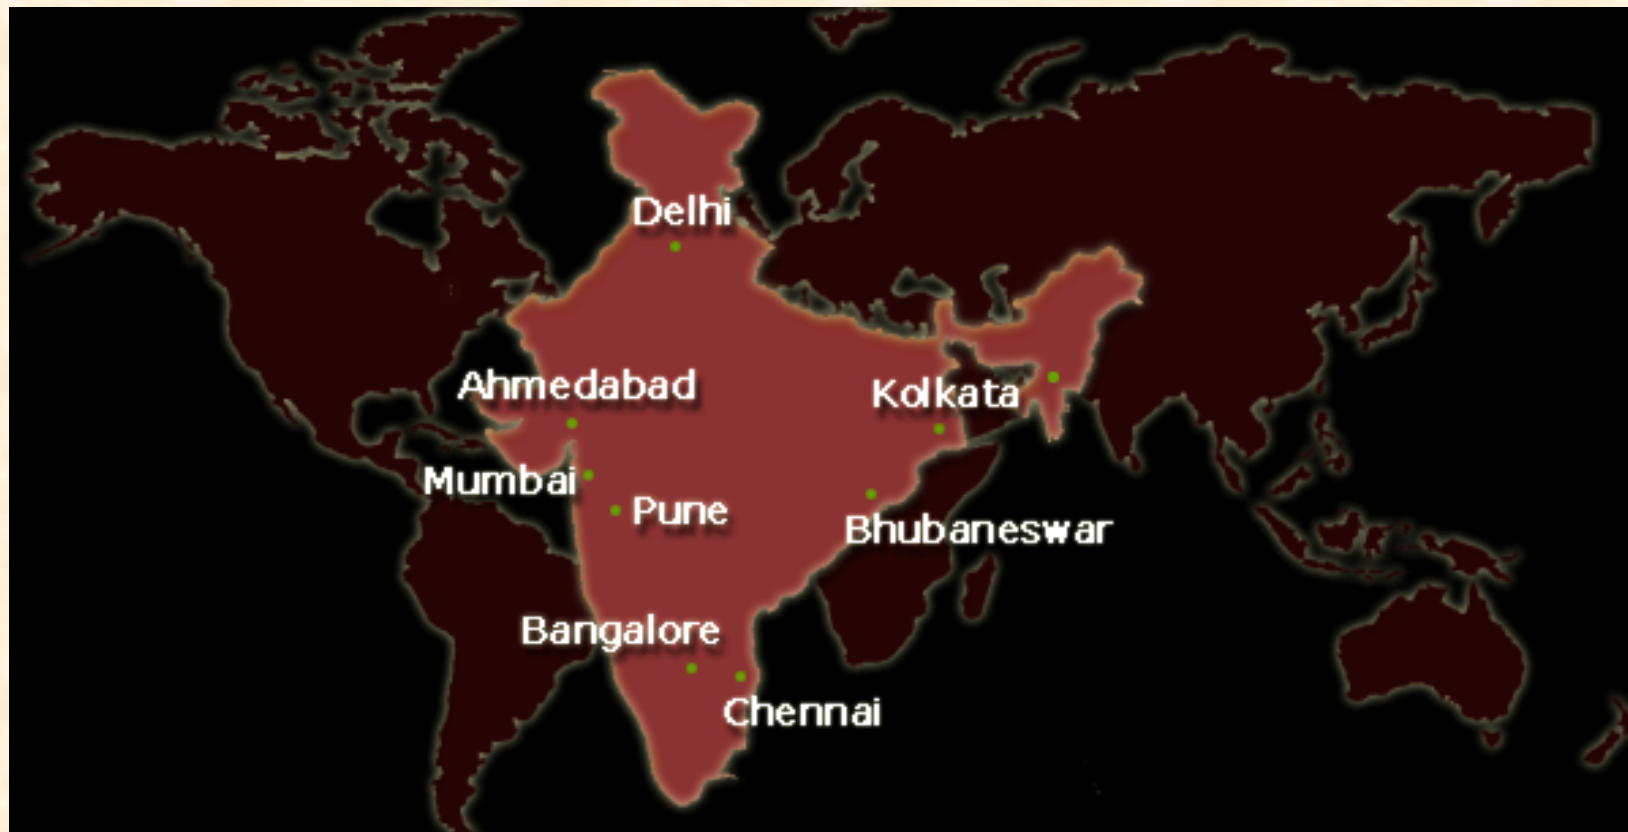 Delhi
Ahmedabad
Kolkata
Mumbai
Pune
Bhubaneswar
Bangalore
Chennai